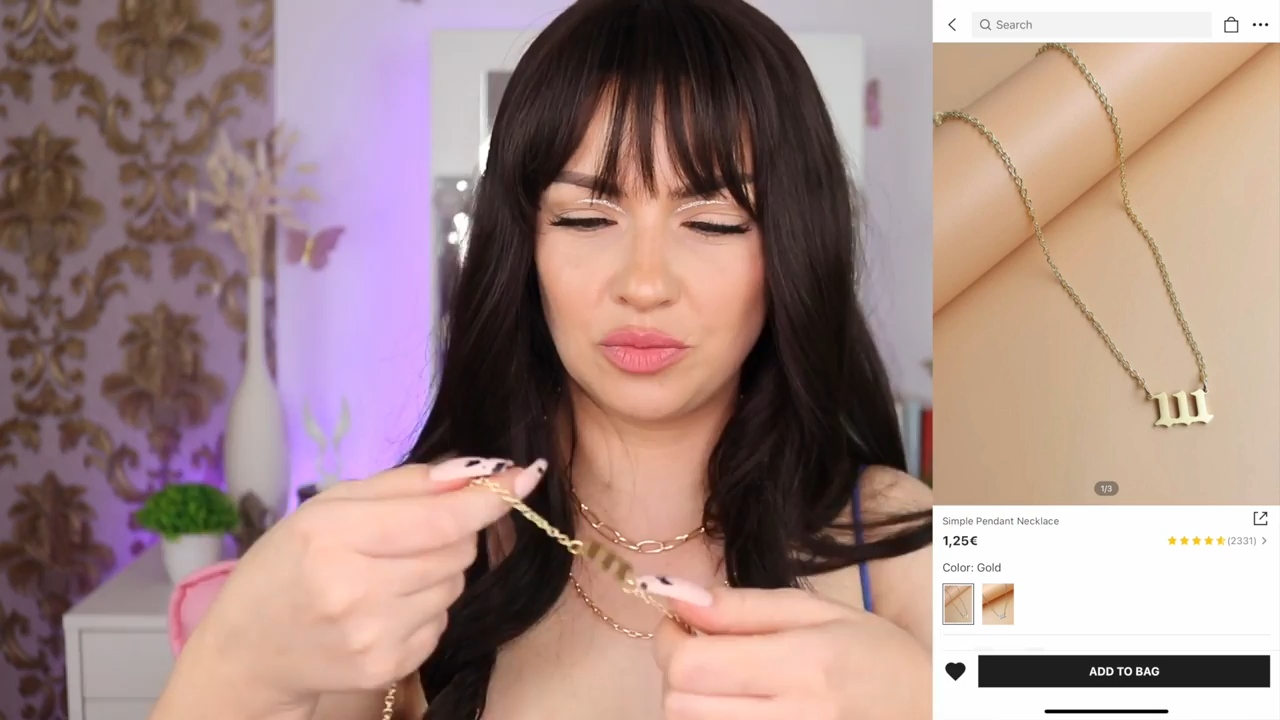 Search
111
1/3
Simple Pendant Necklace
1,25€
(2331)
Color: Gold
ADD TO BAG